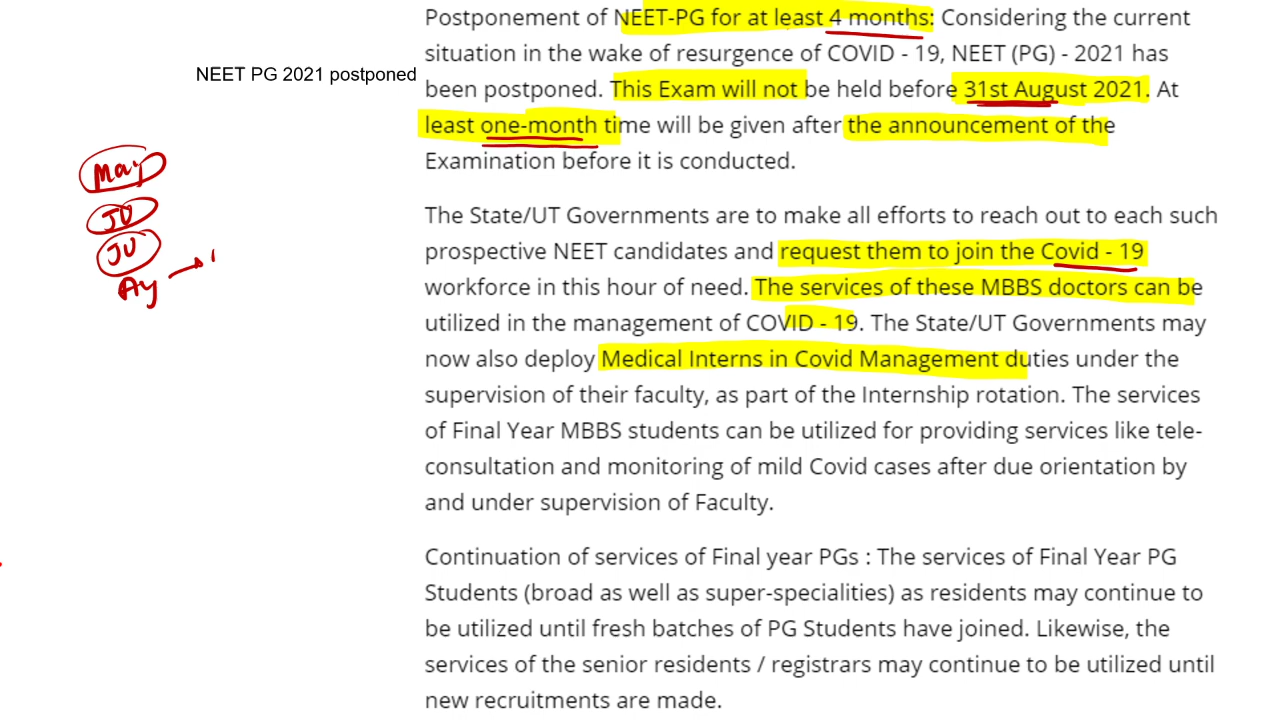 NEET PG 2021 postponed
May
JU
JU
Postponement of NEET-PG for at least 4 months: Considering the current
situation in the wake of resurgence of COVID - 19, NEET (PG) - 2021 has
been postponed. This Exam will not be held before 31st August 2021. At
least one-month time will be given after the announcement of the
Examination before it is conducted.
The State/UT Governments are to make all efforts to reach out to each such
prospective NEET candidates and request them to join the Covid - 19
workforce in this hour of need. The services of these MBBS doctors can be
utilized in the management of COVID - 19. The State/UT Governments may
now also deploy Medical Interns in Covid Management duties under the
supervision of their faculty, as part of the Internship rotation. The services
of Final Year MBBS students can be utilized for providing services like tele-
consultation and monitoring of mild Covid cases after due orientation by
and under supervision of Faculty.
Continuation of services of Final year PGs : The services of Final Year PG
Students (broad as well as super-specialities) as residents may continue to
be utilized until fresh batches of PG Students have joined. Likewise, the
services of the senior residents / registrars may continue to be utilized until
new recruitments are made.